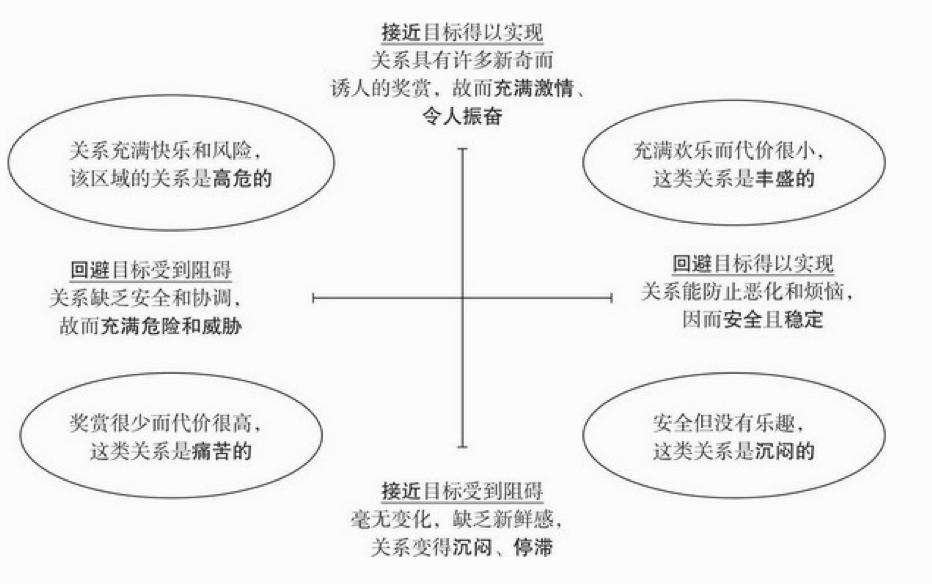 接近目标得以实现
关系具有许多新奇而
诱人的奖赏，故而充满激情、
令人振奋
关系充满快乐和风险，
该区域的关系是高危的
充满欢乐而代价很小，
这类关系是丰盛的
回避目标受到阻碍
关系缺乏安全和协调，
故而充满危险和威胁
回避目标得以实现
关系能防止恶化和烦恼，
因而安全且稳定
奖赏很少而代价很高，
这类关系是痛苦的
安全但没有乐趣，
这类关系是沉闷的
接近目标受到阻碍
毫无变化，缺乏新鲜感，
关系变得沉闷、停滞